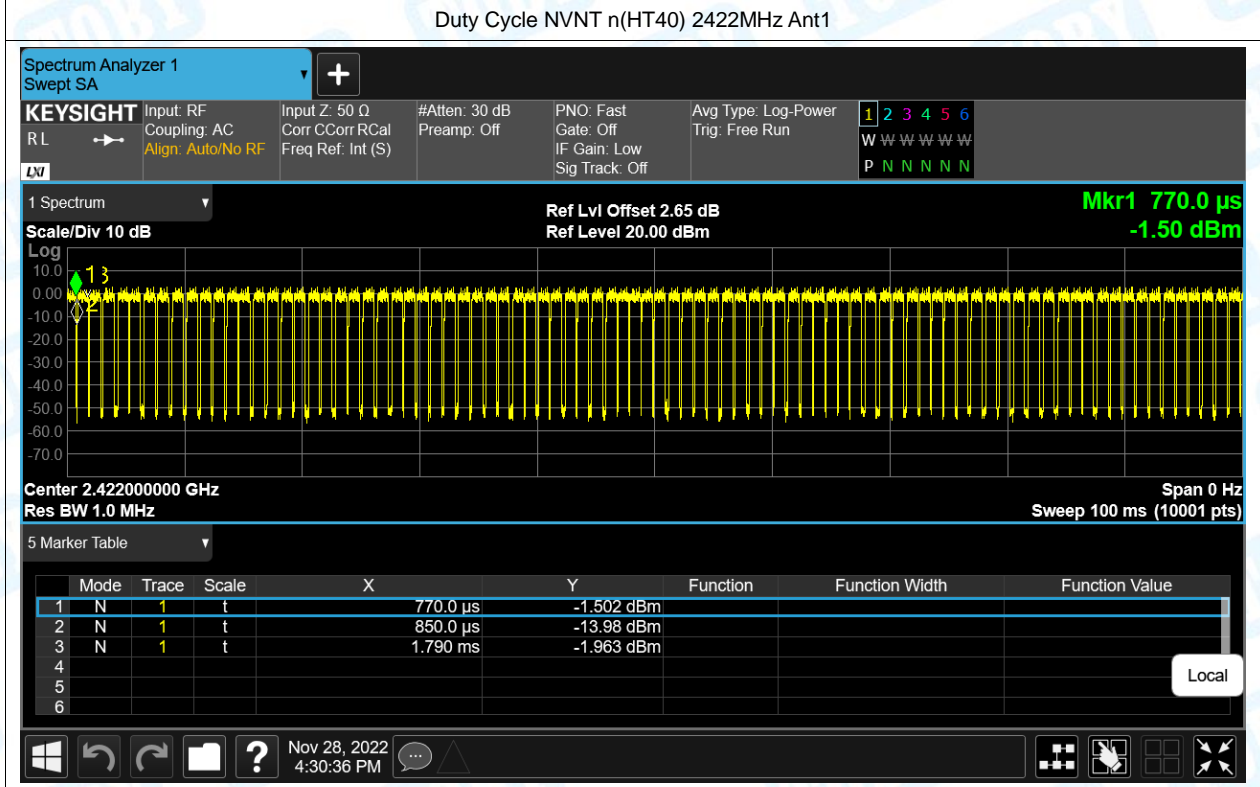 Duty Cycle NVNT n(HT40) 2422MHz Ant1
Spectrum Analyzer 1
Swept SA
KEYSIGHT
R L
LXI
Input: RF
Coupling: AC
Align: Auto/No RF
Input Z: 50 Ω
Corr CCorr RCal
Freq Ref: Int (S)
#Atten: 30 dB
Preamp: Off
PNO: Fast
Gate: Off
IF Gain: Low
Sig Track: Off
Avg Type: Log-Power
Trig: Free Run
1 2 3 4 5 6
W W W W W W
P N N N N N
1 Spectrum
Scale/Div 10 dB
Ref Lvl Offset 2.65 dB
Ref Level 20.00 dBm
Mkr1 770.0 µs
-1.50 dBm
Log
10.0
0.00
-10.0
-20.0
-30.0
-40.0
-50.0
-60.0
-70.0
1 3
2
Center 2.422000000 GHz
Res BW 1.0 MHz
Span 0 Hz
Sweep 100 ms (10001 pts)
5 Marker Table
Mode Trace Scale X Y Function Function Width Function Value
1 N 1 t 770.0 µs -1.502 dBm
2 N 1 t 850.0 µs -13.98 dBm
3 N 1 t 1.790 ms -1.963 dBm
4
5
6
Local
Nov 28, 2022
4:30:36 PM